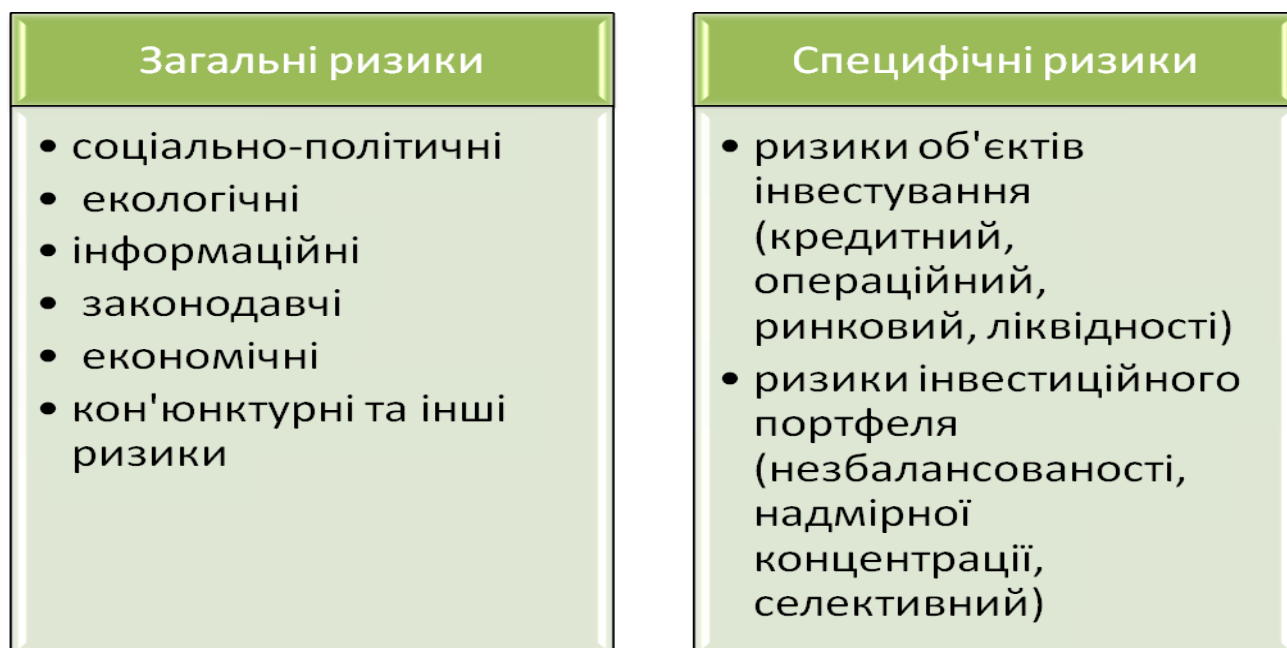 Загальні ризики
• соціально-політичні
• екологічні
• інформаційні
• законодавчі
• економічні
• кон'юнктурні та інші
ризики
Специфічні ризики
• ризики об'єктів
інвестування
(кредитний,
операційний,
ринковий, ліквідності)
• ризики інвестиційного
портфеля
(незбалансованості,
надмірної
концентрації,
селективний)